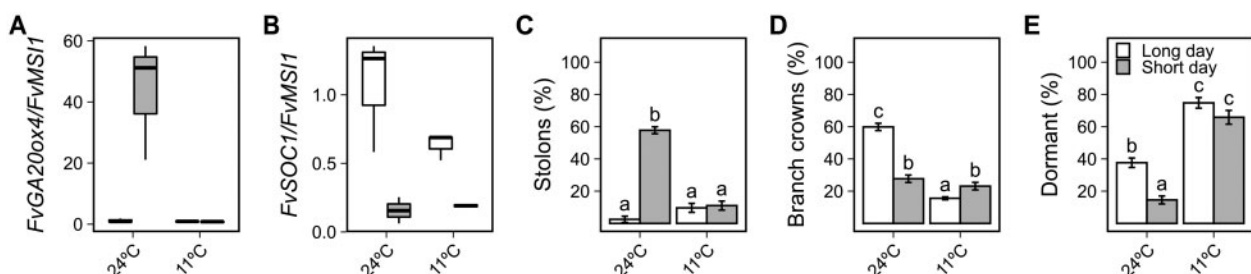 A
FvGA20ox4/FvMSI1
60
40
20
0
24ºC
11ºC
B
FvSOC1/FvMSI1
1.0
0.5
0.0
24ºC
11ºC
C
Stolons (%)
100
80
60
40
20
a
b
a
a
24ºC
11ºC
D
Branch crowns (%)
100
80
60
40
20
c
b
a
b
24ºC
11ºC
E
Dormant (%)
100
80
60
40
20
Long day
Short day
b
a
c
c
24ºC
11ºC